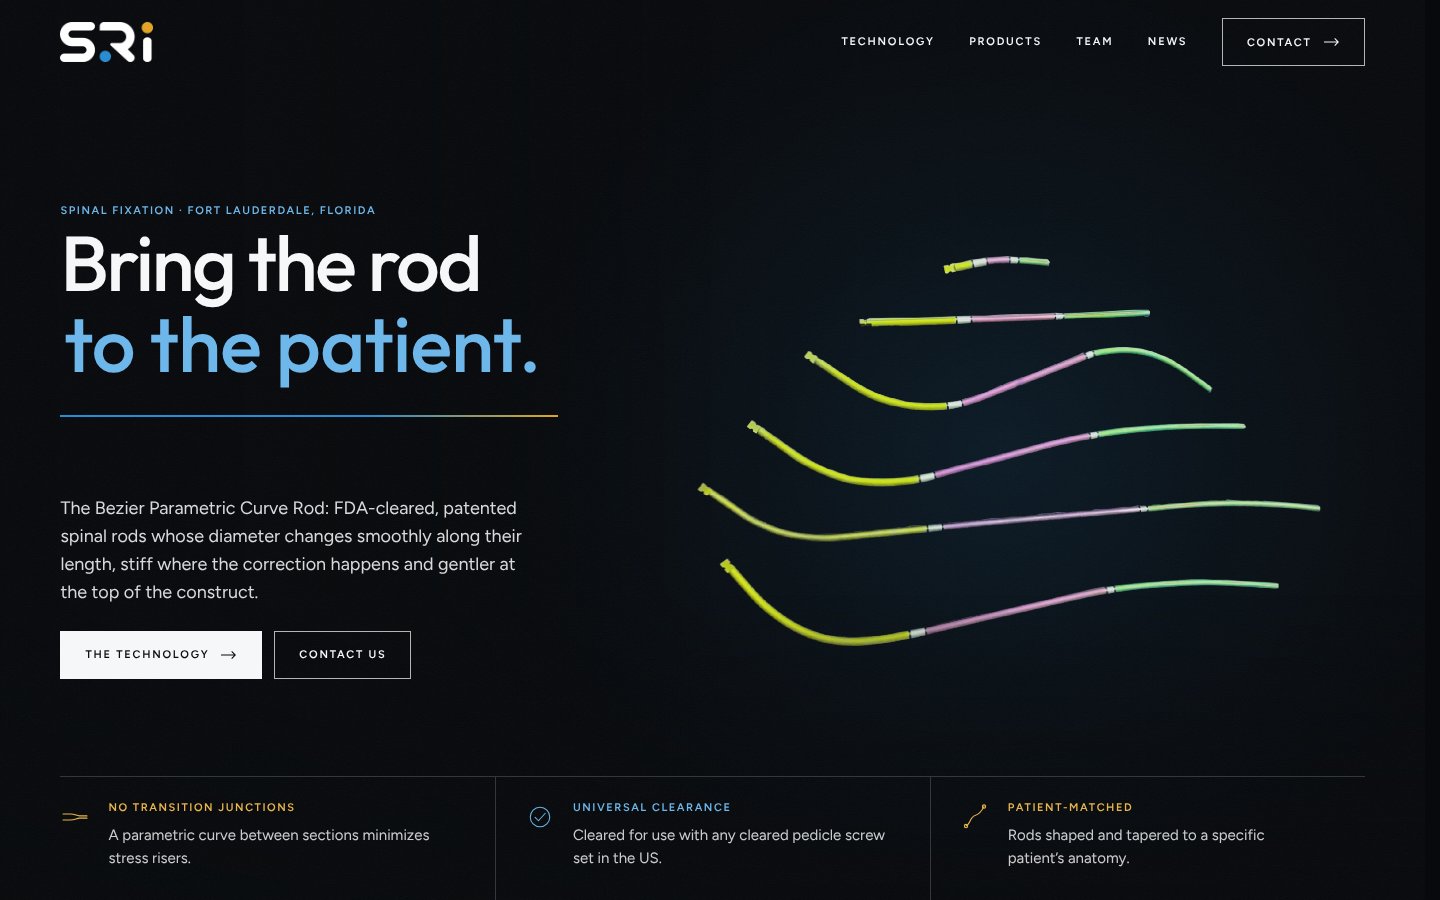 SRi
TECHNOLOGY
PRODUCTS
TEAM
NEWS
CONTACT
SPINAL FIXATION · FORT LAUDERDALE, FLORIDA
Bring the rod
to the patient.
The Bezier Parametric Curve Rod: FDA-cleared, patented
spinal rods whose diameter changes smoothly along their
length, stiff where the correction happens and gentler at
the top of the construct.
THE TECHNOLOGY
CONTACT US
NO TRANSITION JUNCTIONS
A parametric curve between sections minimizes
stress risers.
UNIVERSAL CLEARANCE
Cleared for use with any cleared pedicle screw
set in the US.
PATIENT-MATCHED
Rods shaped and tapered to a specific
patient’s anatomy.